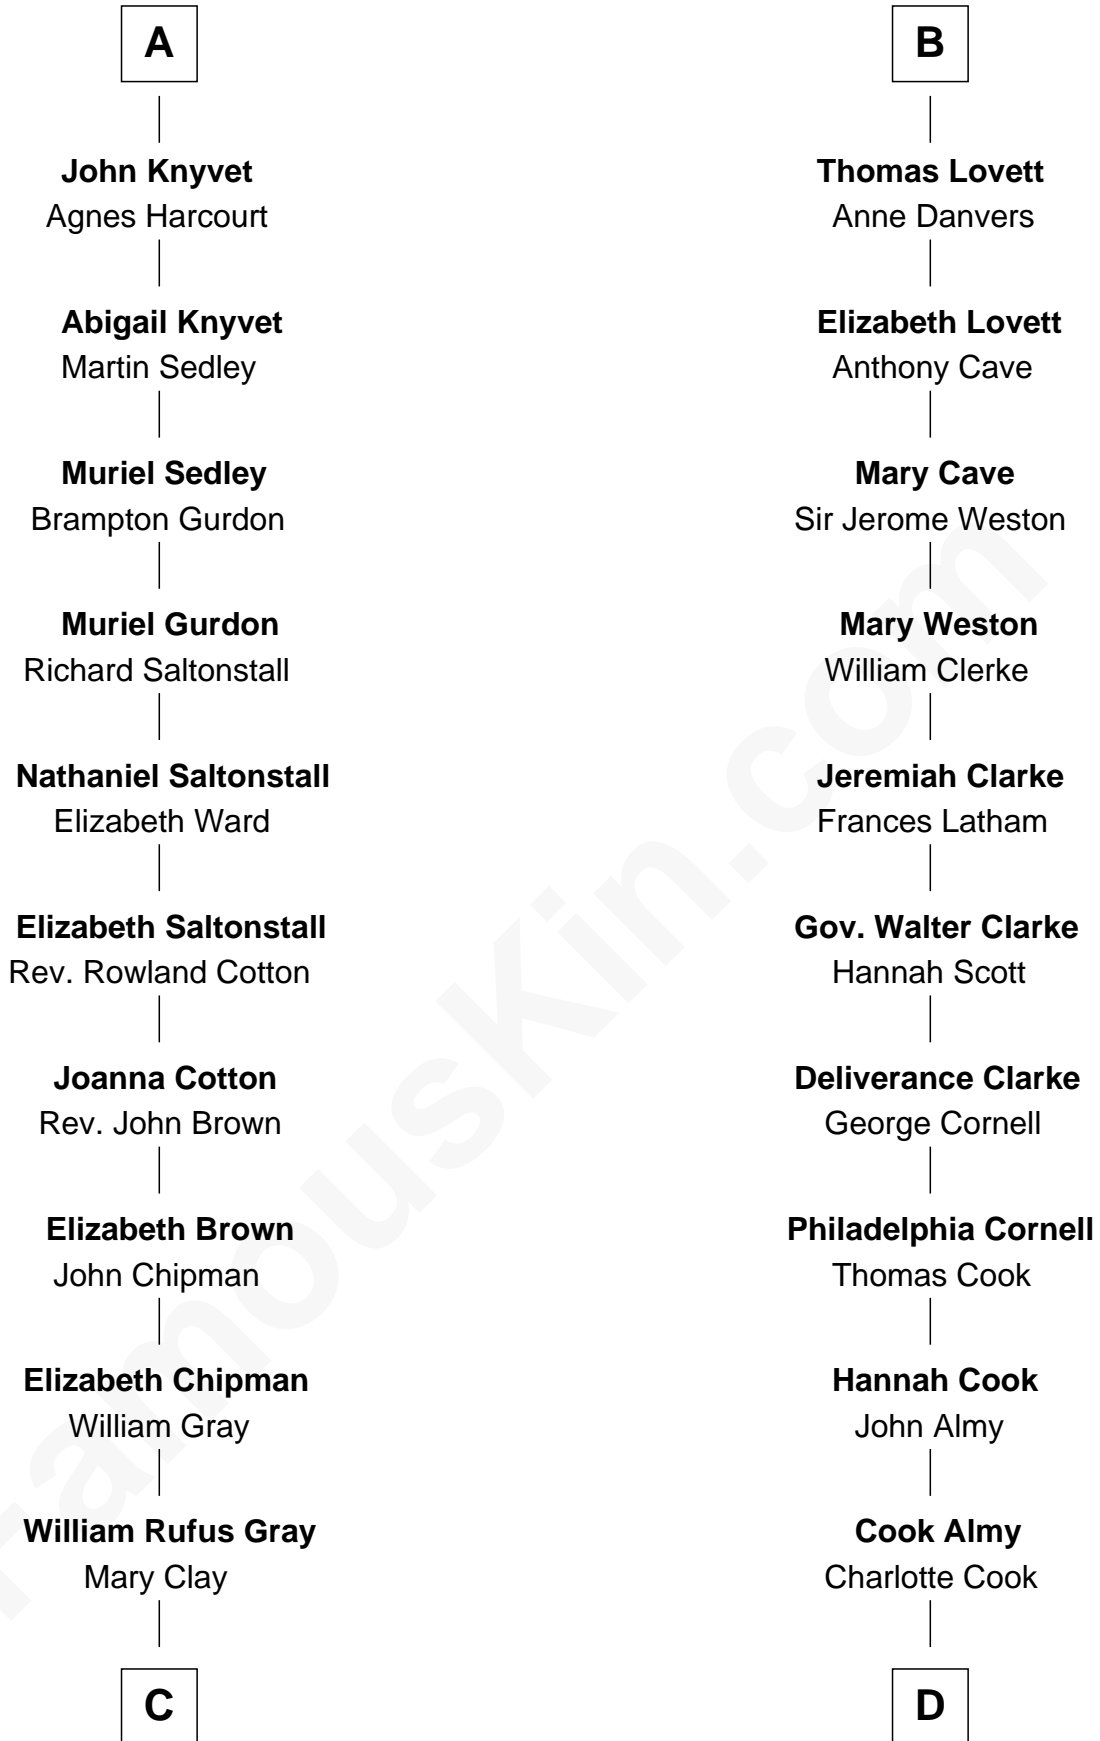 A
John Knyvet
Agnes Harcourt
Abigail Knyvet
Martin Sedley
Muriel Sedley
Brampton Gurdon
Muriel Gurdon
Richard Saltonstall
Nathaniel Saltonstall
Elizabeth Ward
Elizabeth Saltonstall
Rev. Rowland Cotton
Joanna Cotton
Rev. John Brown
Elizabeth Brown
John Chipman
Elizabeth Chipman
William Gray
William Rufus Gray
Mary Clay
C
B
Thomas Lovett
Anne Danvers
Elizabeth Lovett
Anthony Cave
Mary Cave
Sir Jerome Weston
Mary Weston
William Clerke
Jeremiah Clarke
Frances Latham
Gov. Walter Clarke
Hannah Scott
Deliverance Clarke
George Cornell
Philadelphia Cornell
Thomas Cook
Hannah Cook
John Almy
Cook Almy
Charlotte Cook
D
FamousKin.com